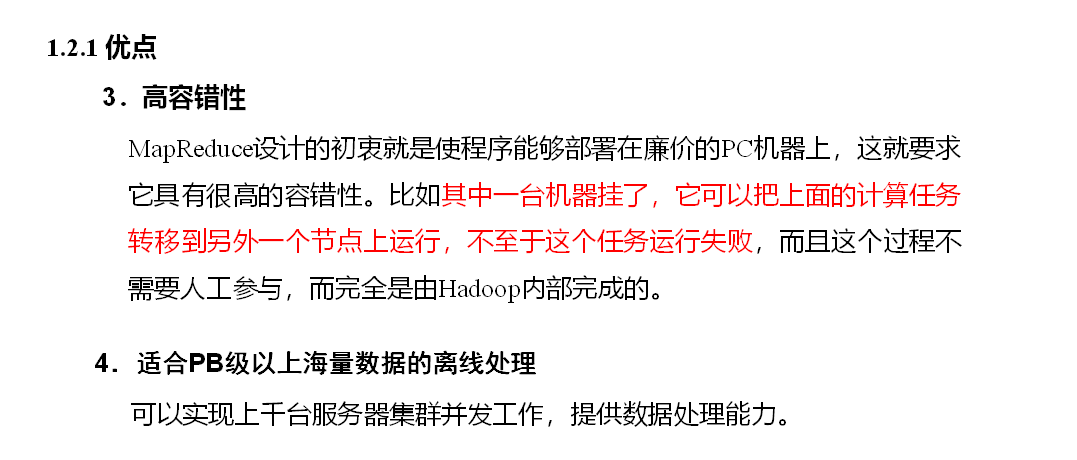 1.2.1 优点
3．高容错性
MapReduce设计的初衷就是使程序能够部署在廉价的PC机器上，这就要求
它具有很高的容错性。比如其中一台机器挂了，它可以把上面的计算任务
转移到另外一个节点上运行，不至于这个任务运行失败，而且这个过程不
需要人工参与，而完全是由Hadoop内部完成的。
4． 适合PB级以上海量数据的离线处理
可以实现上千台服务器集群并发工作，提供数据处理能力。